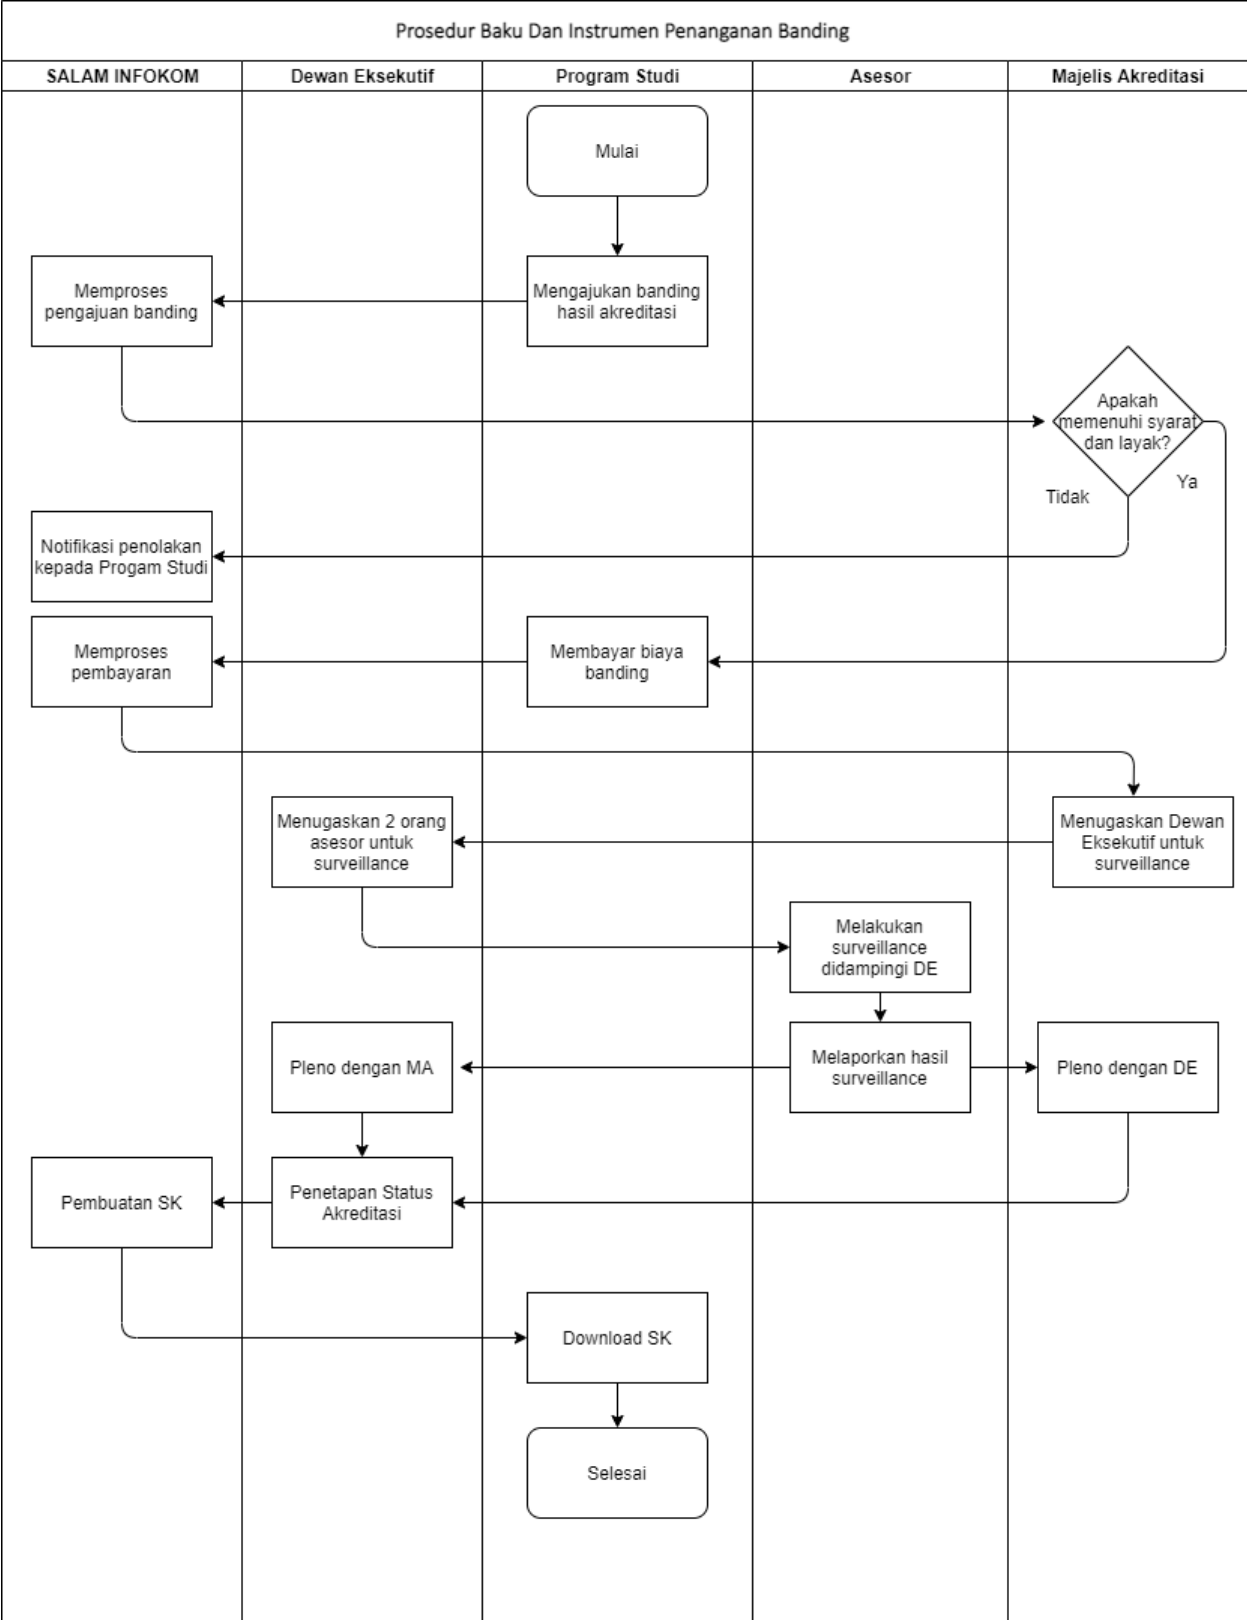 Prosedur Baku Dan Instrumen Penanganan Banding
SALAM INFOKOM
Dewan Eksekutif
Program Studi
Asesor
Majelis Akreditasi
Mulai
Mengajukan banding
hasil akreditasi
Memproses
pengajuan banding
Apakah
memenuhi syarat
dan layak?
Tidak
Ya
Notifikasi penolakan
kepada Progam Studi
Membayar biaya
banding
Memproses
pembayaran
Menugaskan Dewan
Eksekutif untuk
surveillance
Menugaskan 2 orang
asesor untuk
surveillance
Melakukan
surveillance
didampingi DE
Melaporkan hasil
surveillance
Pleno dengan MA
Pleno dengan DE
Penetapan Status
Akreditasi
Pembuatan SK
Download SK
Selesai